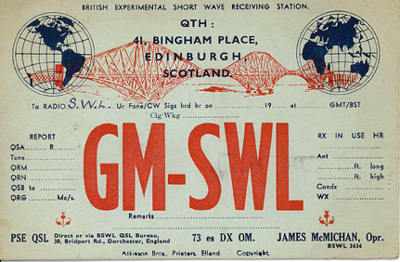 BRITISH EXPERIMENTAL SHORT WAVE RECEIVING STATION.
QTH :
41, BINGHAM PLACE,
EDINBURGH,
SCOTLAND.
To RADIO S.W.L. Ur Fone/CW Sigs hrd hr on 19 at GMT/BST
Clg/Wkg
REPORT
QSA R
Tone
QRM
QRN
QSB to
QRG Mc/s.
GM-SWL
RX IN USE HR
Ant
ft. long
ft. high
Condx
WX
Remarks
PSE QSL Direct or via BSWL QSL Bureau,
38, Bridport Rd., Dorchester, England
73 es DX OM.
JAMES McMICHAN, Opr.
BSWL 3636
Atkinson Bros., Printers, Elland. Copyright.